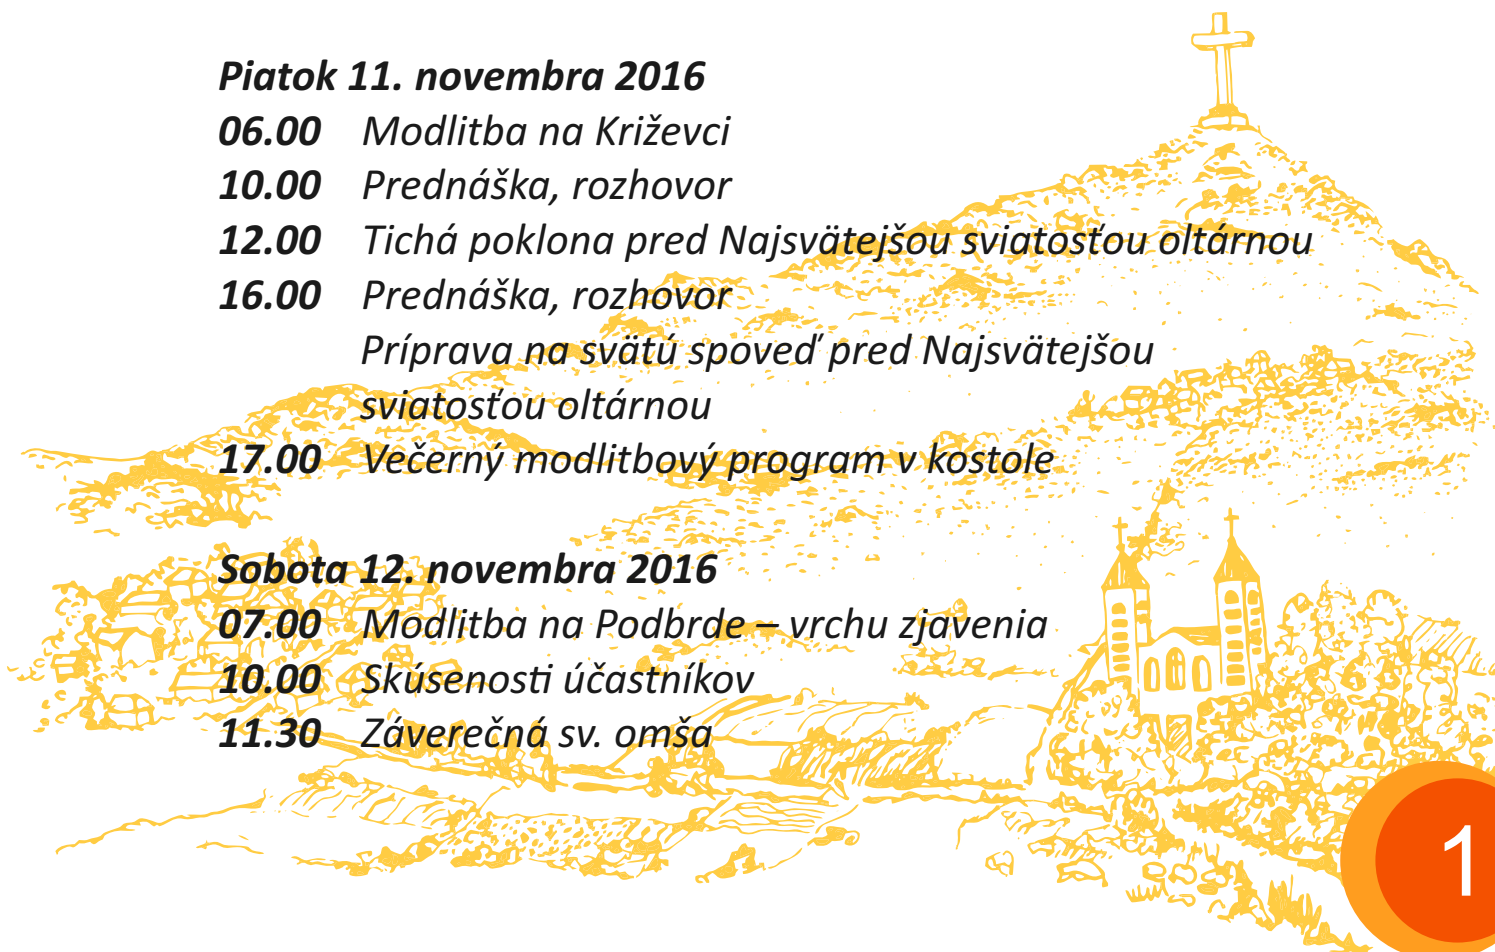 Piatok 11. novembra 2016
06.00 Modlitba na Križevci
10.00 Prednáška, rozhovor
12.00 Tichá poklona pred Najsvätejšou sviatosťou oltárnou
16.00 Prednáška, rozhovor
Príprava na svätú spoveď pred Najsvätejšou
sviatosťou oltárnou
17.00 Večerný modlitbový program v kostole
Sobota 12. novembra 2016
07.00 Modlitba na Podbrde – vrchu zjavenia
10.00 Skúsenosti účastníkov
11.30 Záverečná sv. omša
1